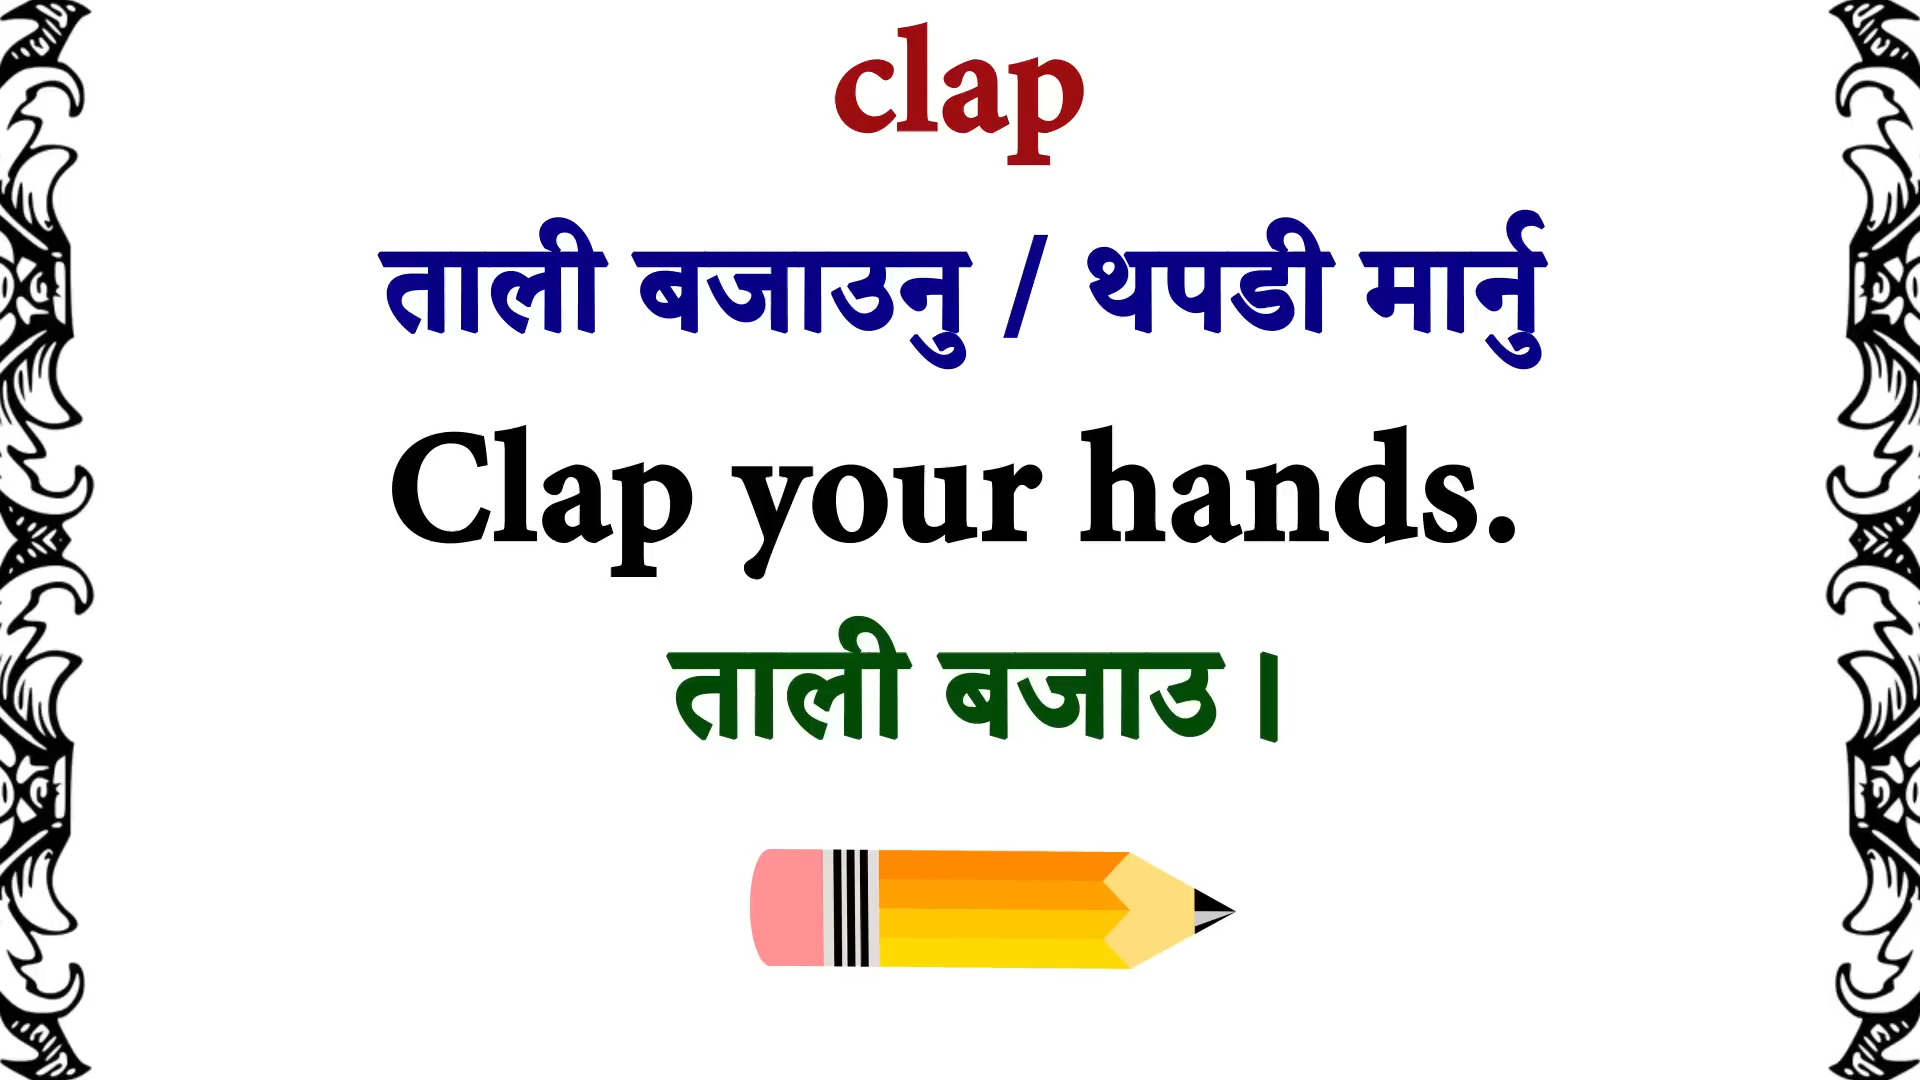 clap
ताली बजाउनु / थपडी मार्नु
Clap your hands.
ताली बजाउ ।